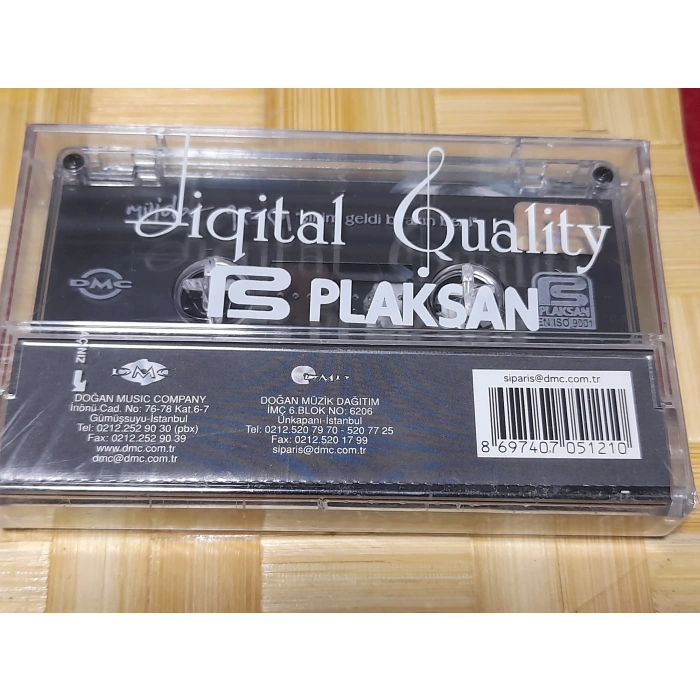 Digital Quality
geldi
DMC
PLAKSAN
PLAKSAN
EN ISO 9001
DMC
DOĞAN MUSIC COMPANY
İnönü Cad. No: 76-78 Kat.6-7
Gümüşsuyu-İstanbul
Tel: 0212.252 90 30 (pbx)
Fax: 0212.252 90 39
www.dmc.com.tr
dmc@dmc.com.tr
DOĞAN MÜZİK DAĞITIM
İMÇ 6.BLOK NO: 6206
Unkapanı-İstanbul
Tel: 0212.520 79 70 - 520 77 25
Fax: 0212.520 17 99
siparis@dmc.com.tr
siparis@dmc.com.tr
8 697407 051210